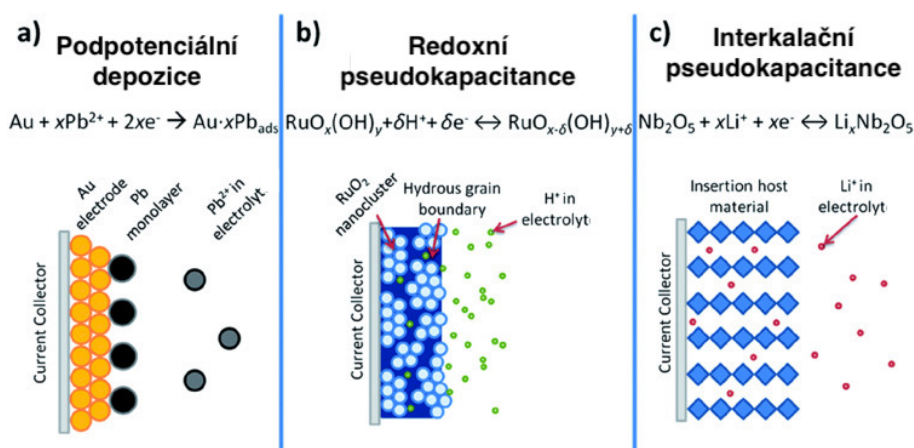 a)
Podpotenciální
depozice
Au + xPb²⁺ + 2xe⁻ → Au·xPb_ads
Au
electrode
Pb
monolayer
Pb²⁺ in
electrolyt
Current Collector
b)
Redoxní
pseudokapacitance
RuOₓ(OH)ᵧ+δH⁺+ δe⁻ ↔ RuOₓ₋δ(OH)ᵧ₊δ
RuO₂
nanocluster
Hydrous grain
boundary
H⁺ in
electrolyt
Current Collector
c)
Interkalační
pseudokapacitance
Nb₂O₅ + xLi⁺ + xe⁻ ↔ LiₓNb₂O₅
Insertion host
material
Li⁺ in
electrolyt
Current Collector